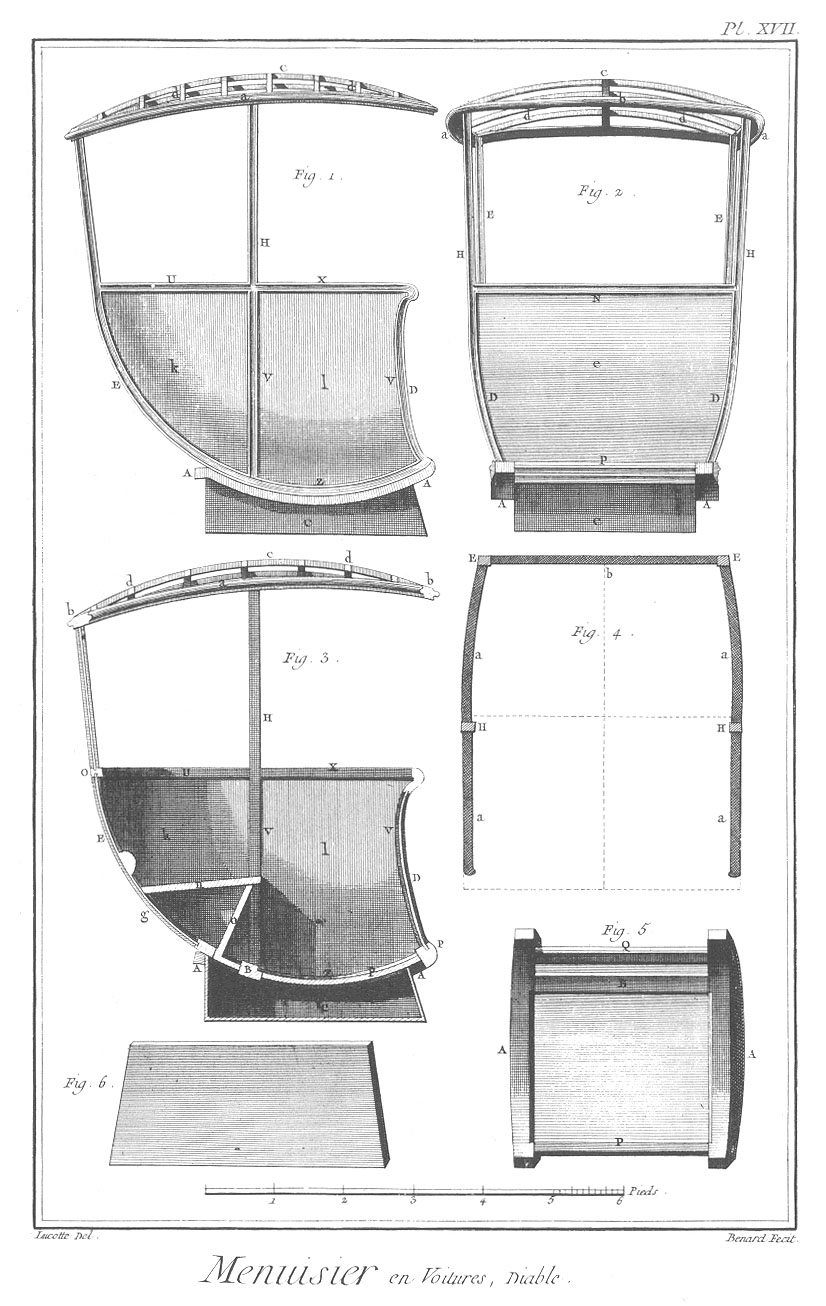 Pl. XVII.
c
d a d
Fig. 1.
H
U X
k l
E V V D
A Z A
e
c
b
d d
a a
Fig. 2.
E E
H H
N
e
D D
P
A A
e
c
d d
b a b
Fig. 3.
H
O U X
E k V l V
D
n
g o
P
A B Z P A
E E
b
Fig. 4.
a a
H H
a a
Fig. 5
Q
B
A A
P
Fig. 6.
1 2 3 4 5 6 Pieds.
Lucotte Del.
Benard Fecit.
Menuisier en Voitures, Diable.